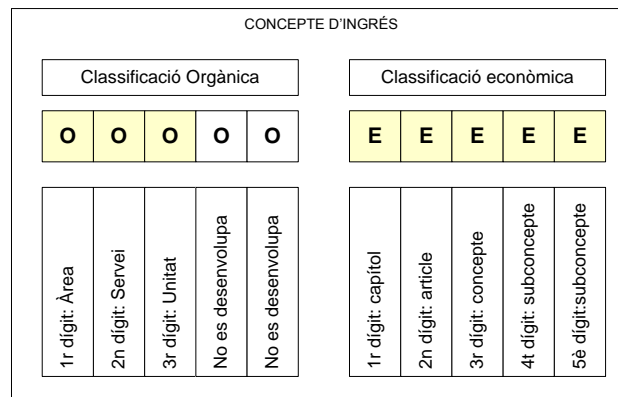 CONCEPTE D'INGRÉS
Classificació Orgànica
Classificació econòmica
O O O O O
E E E E E
1r dígit: Àrea
2n dígit: Servei
3r dígit: Unitat
No es desenvolupa
No es desenvolupa
1r dígit: capítol
2n dígit: article
3r dígit: concepte
4t dígit: subconcepte
5è dígit:subconcepte